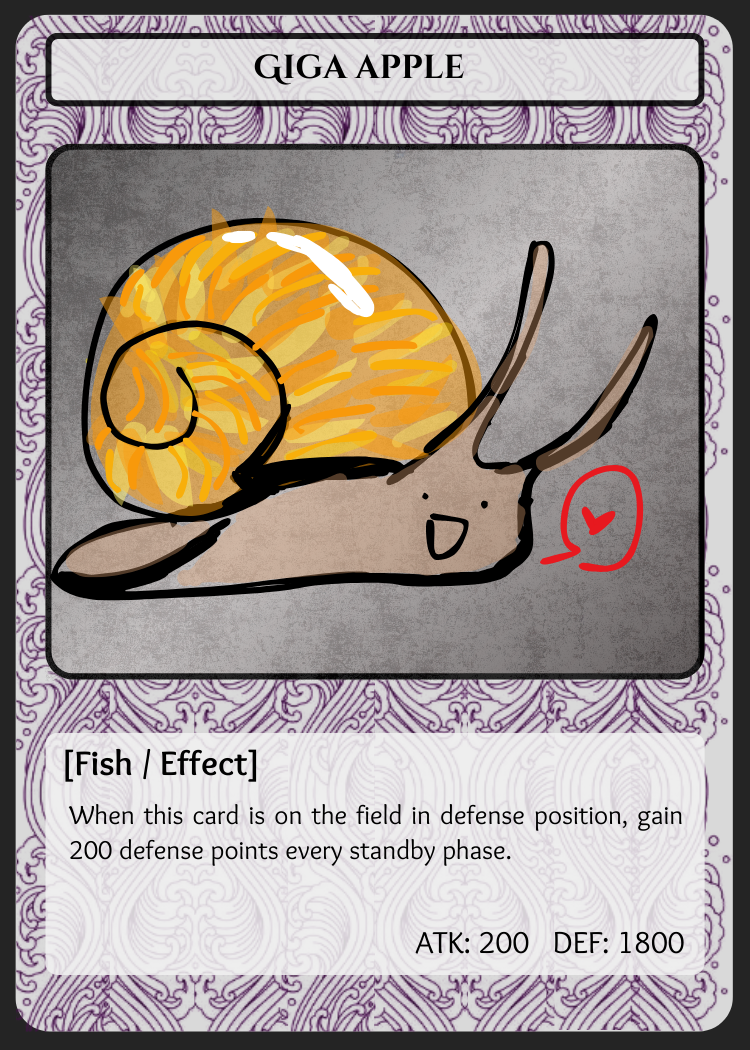 Giga apple
[Fish / Effect]
When this card is on the field in defense position, gain
200 defense points every standby phase.
ATK: 200 DEF: 1800